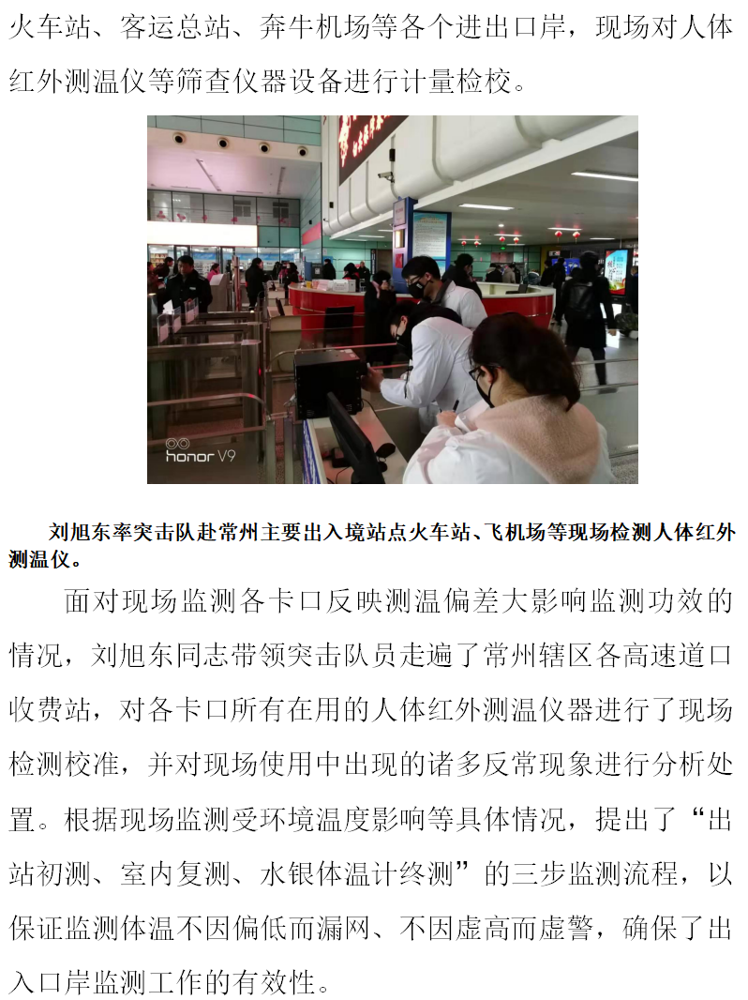 火车站、客运总站、奔牛机场等各个进出口岸，现场对人体
红外测温仪等筛查仪器设备进行计量检校。
honor V9
刘旭东率突击队赴常州主要出入境站点火车站、飞机场等现场检测人体红外
测温仪。
面对现场监测各卡口反映测温偏差大影响监测功效的
情况，刘旭东同志带领突击队员走遍了常州辖区各高速道口
收费站，对各卡口所有在用的人体红外测温仪器进行了现场
检测校准，并对现场使用中出现的诸多反常现象进行分析处
置。根据现场监测受环境温度影响等具体情况，提出了“出
站初测、室内复测、水银体温计终测”的三步监测流程，以
保证监测体温不因偏低而漏网、不因虚高而虚警，确保了出
入口岸监测工作的有效性。